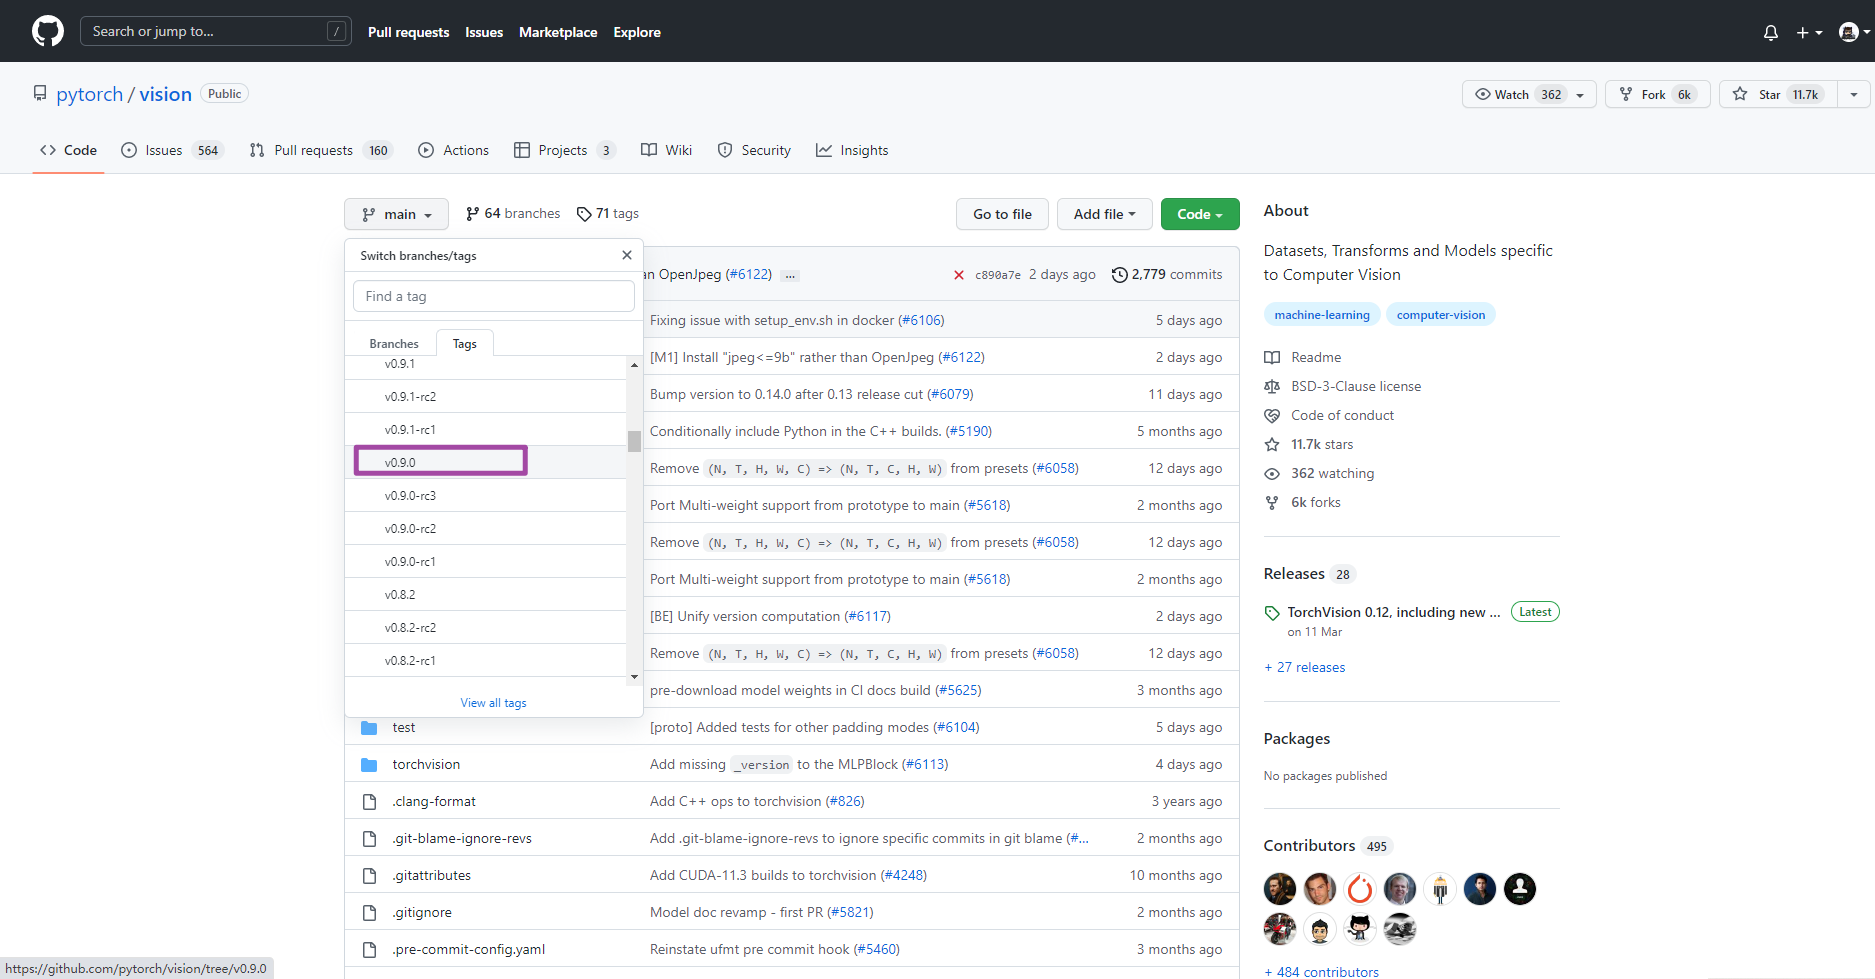 Search or jump to... /
Pull requests Issues Marketplace Explore
pytorch / vision Public
Watch 362 Fork 6k Star 11.7k
Code Issues 564 Pull requests 160 Actions Projects 3 Wiki Security Insights
main 64 branches 71 tags Go to file Add file Code
Switch branches/tags
Find a tag
Branches Tags
v0.9.1
v0.9.1-rc2
v0.9.1-rc1
v0.9.0
v0.9.0-rc3
v0.9.0-rc2
v0.9.0-rc1
v0.8.2
v0.8.2-rc2
v0.8.2-rc1
View all tags
an OpenJpeg (#6122) ... c890a7e 2 days ago 2,779 commits
Fixing issue with setup_env.sh in docker (#6106) 5 days ago
[M1] Install "jpeg<=9b" rather than OpenJpeg (#6122) 2 days ago
Bump version to 0.14.0 after 0.13 release cut (#6079) 11 days ago
Conditionally include Python in the C++ builds. (#5190) 5 months ago
Remove (N, T, H, W, C) => (N, T, C, H, W) from presets (#6058) 12 days ago
Port Multi-weight support from prototype to main (#5618) 2 months ago
Remove (N, T, H, W, C) => (N, T, C, H, W) from presets (#6058) 12 days ago
Port Multi-weight support from prototype to main (#5618) 2 months ago
[BE] Unify version computation (#6117) 2 days ago
Remove (N, T, H, W, C) => (N, T, C, H, W) from presets (#6058) 12 days ago
pre-download model weights in CI docs build (#5625) 3 months ago
test [proto] Added tests for other padding modes (#6104) 5 days ago
torchvision Add missing _version to the MLPBlock (#6113) 4 days ago
.clang-format Add C++ ops to torchvision (#826) 3 years ago
.git-blame-ignore-revs Add .git-blame-ignore-revs to ignore specific commits in git blame (#... 2 months ago
.gitattributes Add CUDA-11.3 builds to torchvision (#4248) 10 months ago
.gitignore Model doc revamp - first PR (#5821) 2 months ago
.pre-commit-config.yaml Reinstate ufmt pre commit hook (#5460) 3 months ago
About
Datasets, Transforms and Models specific
to Computer Vision
machine-learning computer-vision
Readme
BSD-3-Clause license
Code of conduct
11.7k stars
362 watching
6k forks
Releases 28
TorchVision 0.12, including new ... Latest
on 11 Mar
+ 27 releases
Packages
No packages published
Contributors 495
+ 484 contributors
https://github.com/pytorch/vision/tree/v0.9.0